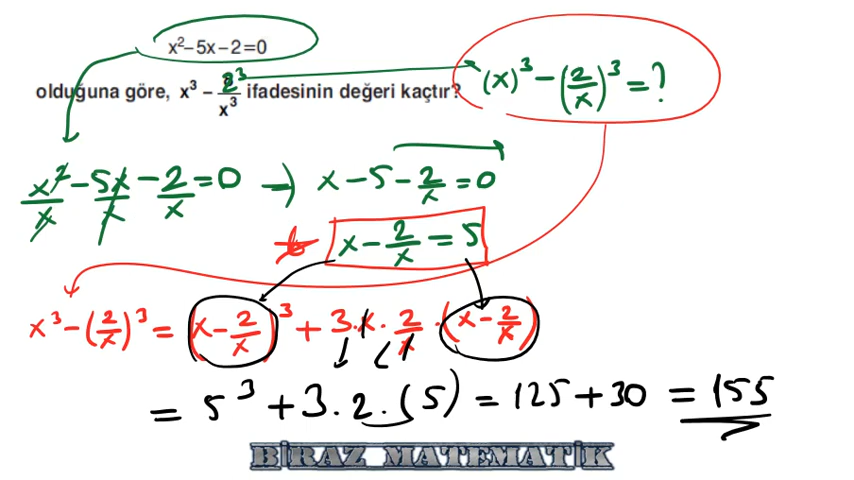 x²–5x–2=0
olduğuna göre, x³ – 8/x³ ifadesinin değeri kaçtır?
2³
(x)³ – (2/x)³ = ?
x²/x – 5x/x – 2/x = 0 → x – 5 – 2/x = 0
x – 2/x = 5
x³ – (2/x)³ = (x – 2/x)³ + 3.x.2/x.(x – 2/x)
= 5³ + 3.2.(5) = 125 + 30 = 155
BİRAZ MATEMATİK